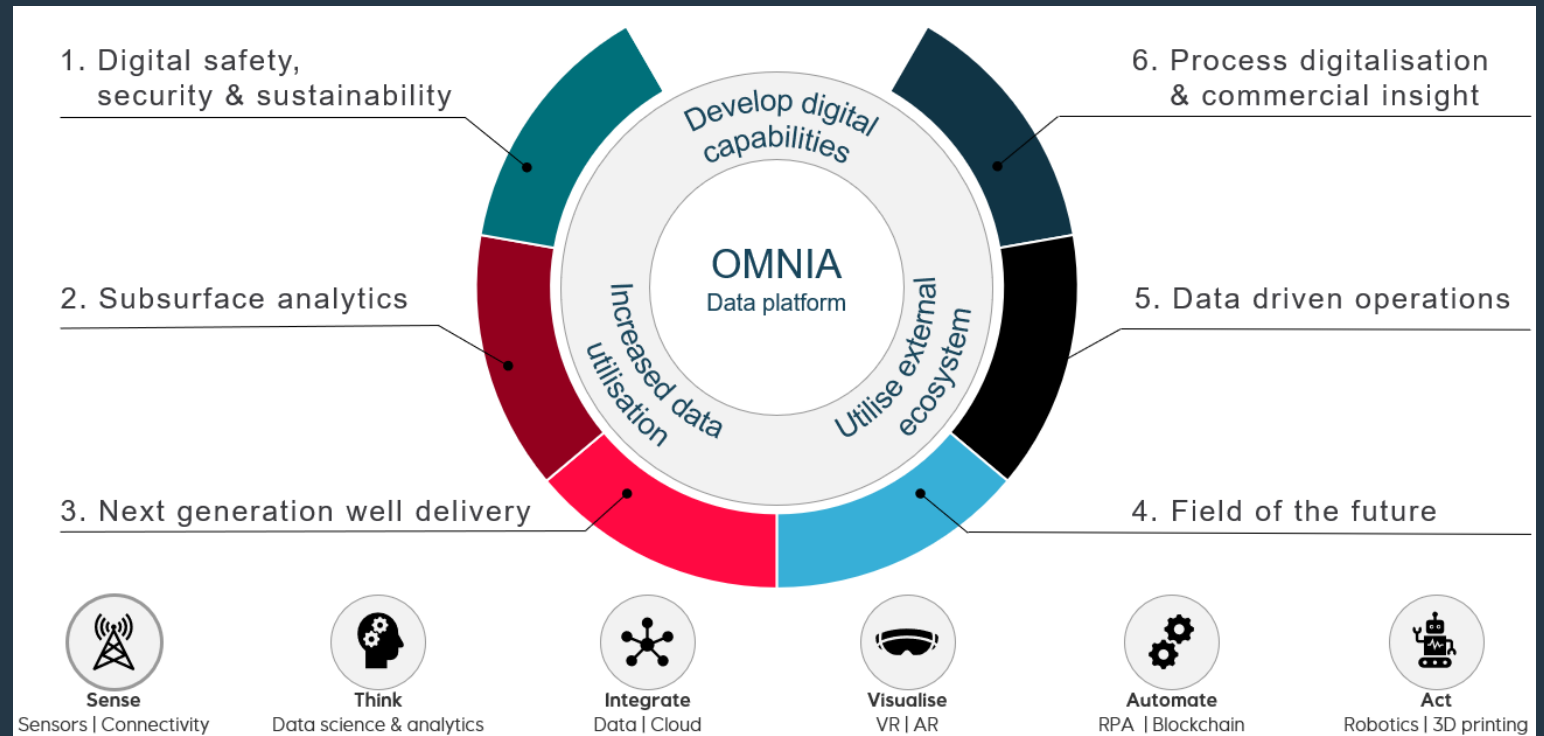 1. Digital safety,
security & sustainability
2. Subsurface analytics
3. Next generation well delivery
Develop digital
capabilities
OMNIA
Data platform
Increased data
utilisation
Utilise external
ecosystem
6. Process digitalisation
& commercial insight
5. Data driven operations
4. Field of the future
Sense
Sensors | Connectivity
Think
Data science & analytics
Integrate
Data | Cloud
Visualise
VR | AR
Automate
RPA | Blockchain
Act
Robotics | 3D printing